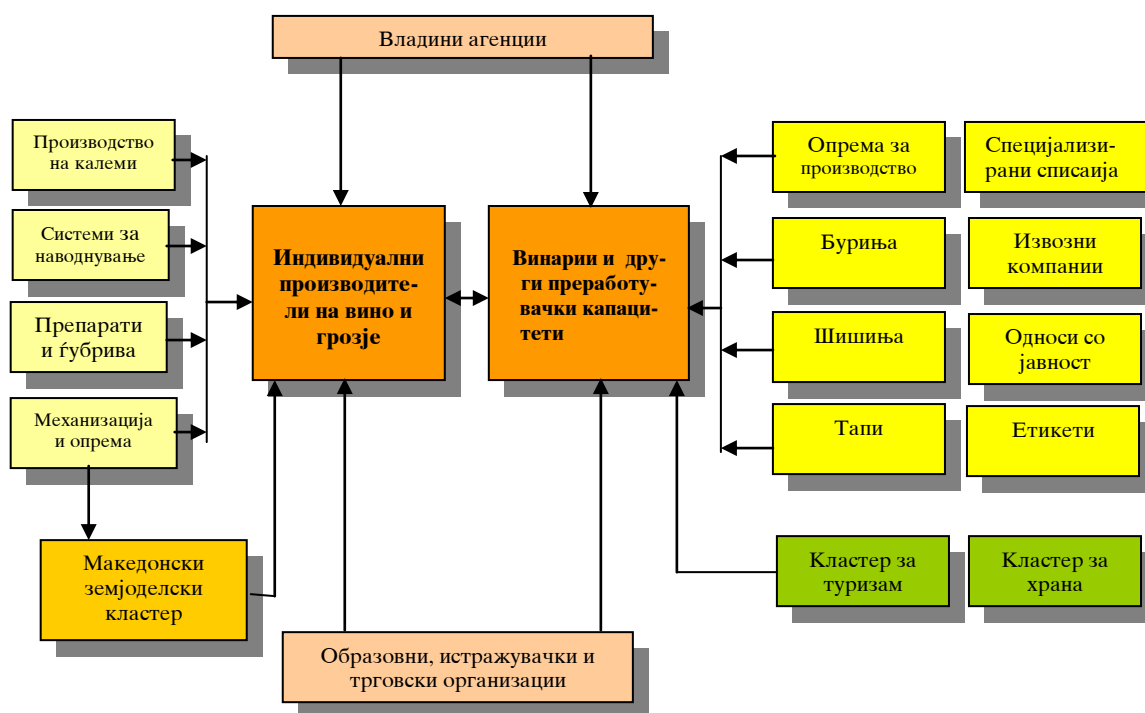 Владини агенции
Производство
на калеми
Системи за
наводнување
Препарати
и ѓубрива
Механизација
и опрема
Македонски
земјоделски
кластер
Индивидуални
производите-
ли на вино и
грозје
Винарии и дру-
ги преработу-
вачки капаци-
тети
Образовни, истражувачки и
трговски организации
Опрема за
производство
Специјализи-
рани списаија
Буриња
Извозни
компании
Шишиња
Односи со
јавност
Тапи
Етикети
Кластер за
туризам
Кластер за
храна